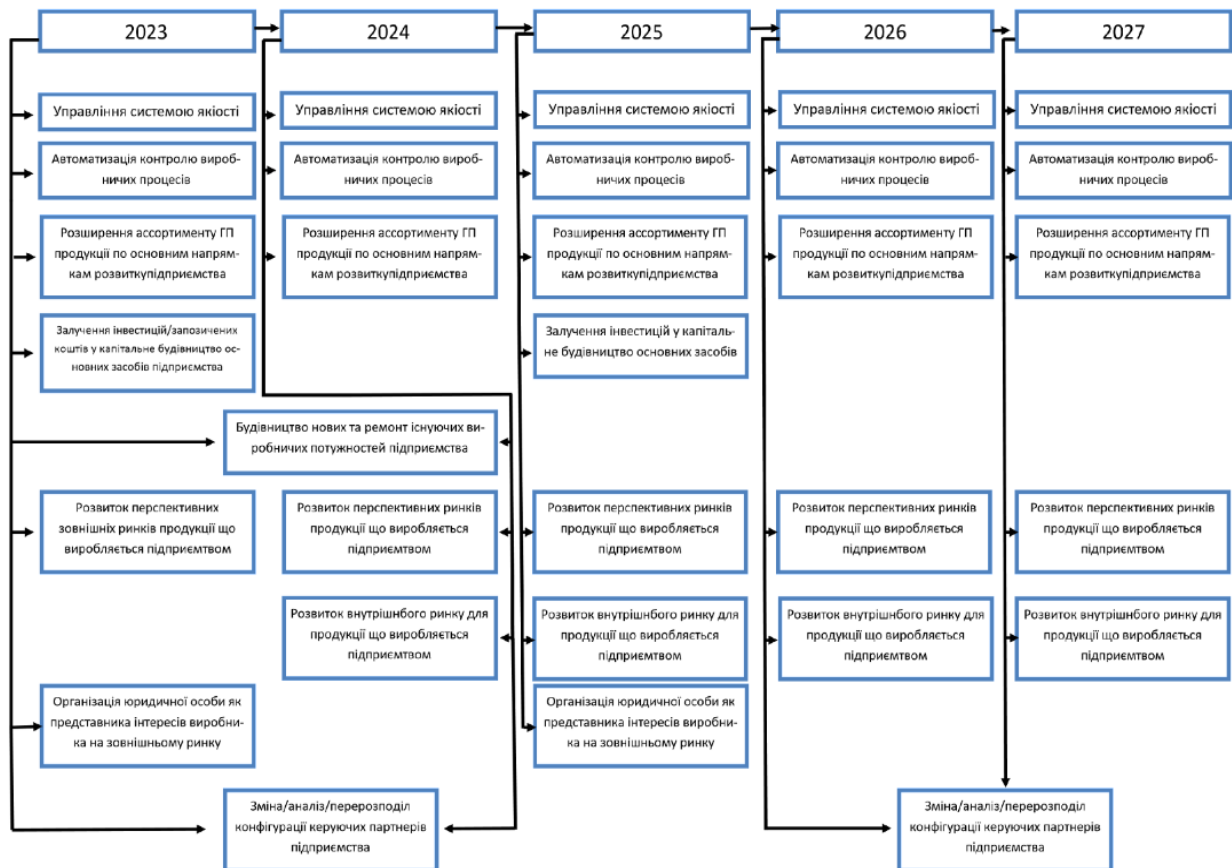 2023
2024
2025
2026
2027
Управління системою якіості
Управління системою якіості
Управління системою якіості
Управління системою якіості
Управління системою якіості
Автоматизація контролю вироб-
ничих процесів
Автоматизація контролю вироб-
ничих процесів
Автоматизація контролю вироб-
ничих процесів
Автоматизація контролю вироб-
ничих процесів
Автоматизація контролю вироб-
ничих процесів
Розширення ассортименту ГП
продукції по основним напрям-
кам розвиткупідприємства
Розширення ассортименту ГП
продукції по основним напрям-
кам розвиткупідприємства
Розширення ассортименту ГП
продукції по основним напрям-
кам розвиткупідприємства
Розширення ассортименту ГП
продукції по основним напрям-
кам розвиткупідприємства
Розширення ассортименту ГП
продукції по основним напрям-
кам розвиткупідприємства
Залучення інвестицій/запозичених
коштів у капітальне будівництво ос-
новних засобів підприємства
Залучення інвестицій у капіталь-
не будівництво основних засобів
Будівництво нових та ремонт існуючих ви-
робничих потужностей підприємства
Розвиток перспективних
зовнішніх ринків продукції що
виробляється підприємтвом
Розвиток перспективних ринків
продукції що виробляється
підприємтвом
Розвиток перспективних ринків
продукції що виробляється
підприємтвом
Розвиток перспективних ринків
продукції що виробляється
підприємтвом
Розвиток перспективних ринків
продукції що виробляється
підприємтвом
Розвиток внутрішнбого ринку для
продукції що виробляється
підприємтвом
Розвиток внутрішнбого ринку для
продукції що виробляється
підприємтвом
Розвиток внутрішнбого ринку для
продукції що виробляється
підприємтвом
Розвиток внутрішнбого ринку для
продукції що виробляється
підприємтвом
Організація юридичної особи як
представника інтересів виробни-
ка на зовнішньому ринку
Організація юридичної особи як
представника інтересів виробни-
ка на зовнішньому ринку
Зміна/аналіз/перерозподіл
конфігурації керуючих партнерів
підприємства
Зміна/аналіз/перерозподіл
конфігурації керуючих партнерів
підприємства